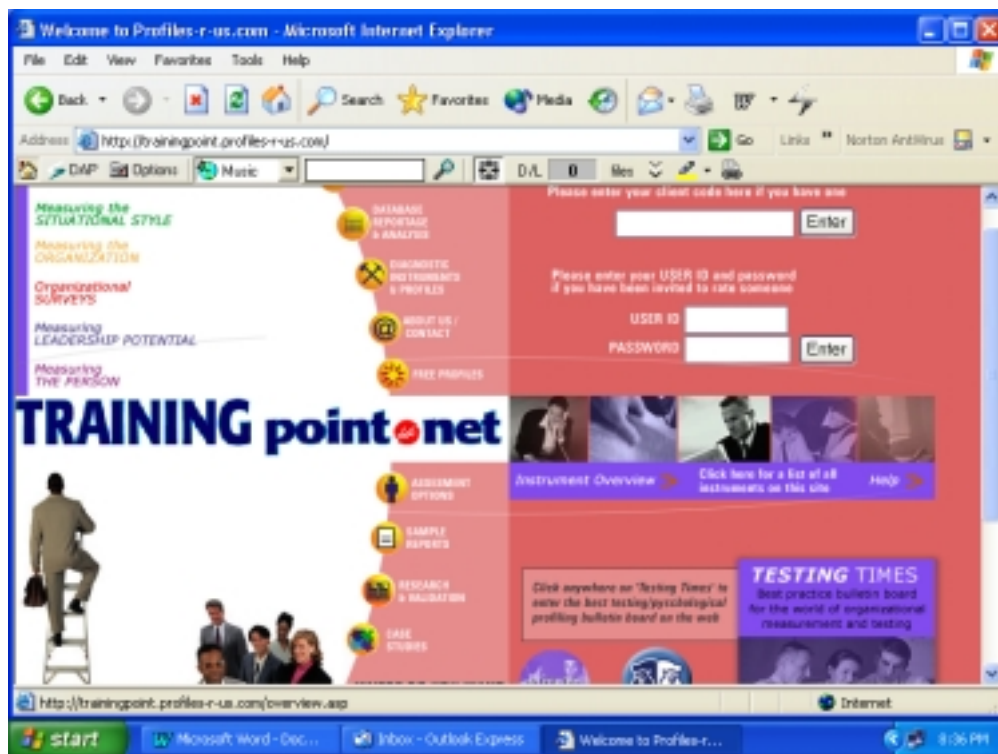 Welcome to Profiles-r-us.com - Microsoft Internet Explorer
File Edit View Favorites Tools Help
Back Search Favorites Media
Address http://trainingpoint.profiles-r-us.com/ Go Links Norton AntiVirus
DAP Options Music D/L 0 files
Measuring the
SITUATIONAL STYLE
Measuring the
ORGANIZATION
Organizational
SURVEYS
Measuring
LEADERSHIP POTENTIAL
Measuring
THE PERSON
DATABASE
REPORTAGE
& ANALYSIS
DIAGNOSTIC
INSTRUMENTS
& PROFILES
ABOUT US /
CONTACT
FREE PROFILES
Please enter your client code here if you have one
Enter
Please enter your USER ID and password
if you have been invited to rate someone
USER ID
PASSWORD Enter
TRAINING point net
Instrument Overview
Click here for a list of all
instruments on this site
Help
ASSESSMENT
OPTIONS
SAMPLE
REPORTS
RESEARCH
& VALIDATION
CASE
STUDIES
Click anywhere on 'Testing Times' to
enter the best testing/pyschological
profiling bulletin board on the web
TESTING TIMES
Best practice bulletin board
for the world of organizational
measurement and testing
http://trainingpoint.profiles-r-us.com/overview.asp Internet
start Microsoft Word - Doc... Inbox - Outlook Express Welcome to Profiles-r... 8:36 PM